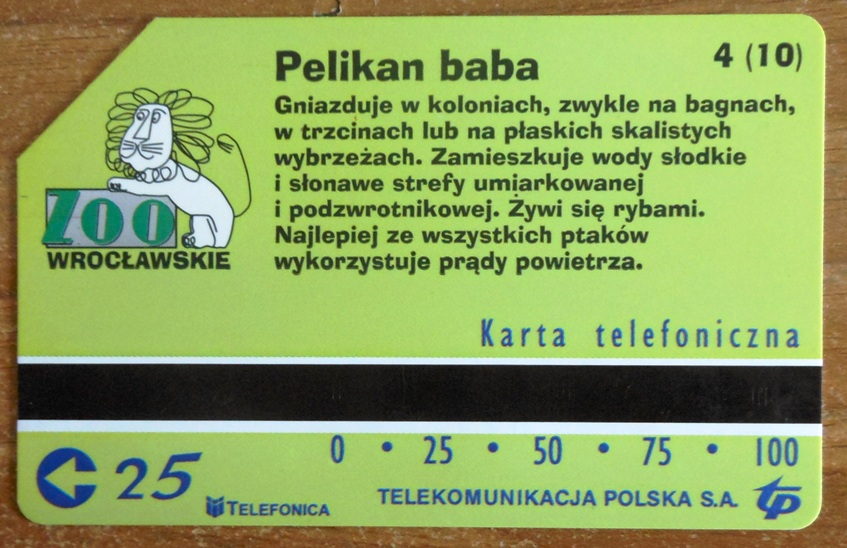 Pelikan baba
4 (10)
Gniazduje w koloniach, zwykle na bagnach,
w trzcinach lub na płaskich skalistych
wybrzeżach. Zamieszkuje wody słodkie
i słonawe strefy umiarkowanej
i podzwrotnikowej. Żywi się rybami.
Najlepiej ze wszystkich ptaków
wykorzystuje prądy powietrza.
ZOO
WROCŁAWSKIE
Karta telefoniczna
0 • 25 • 50 • 75 • 100
25
TELEFONICA
TELEKOMUNIKACJA POLSKA S.A.
tp